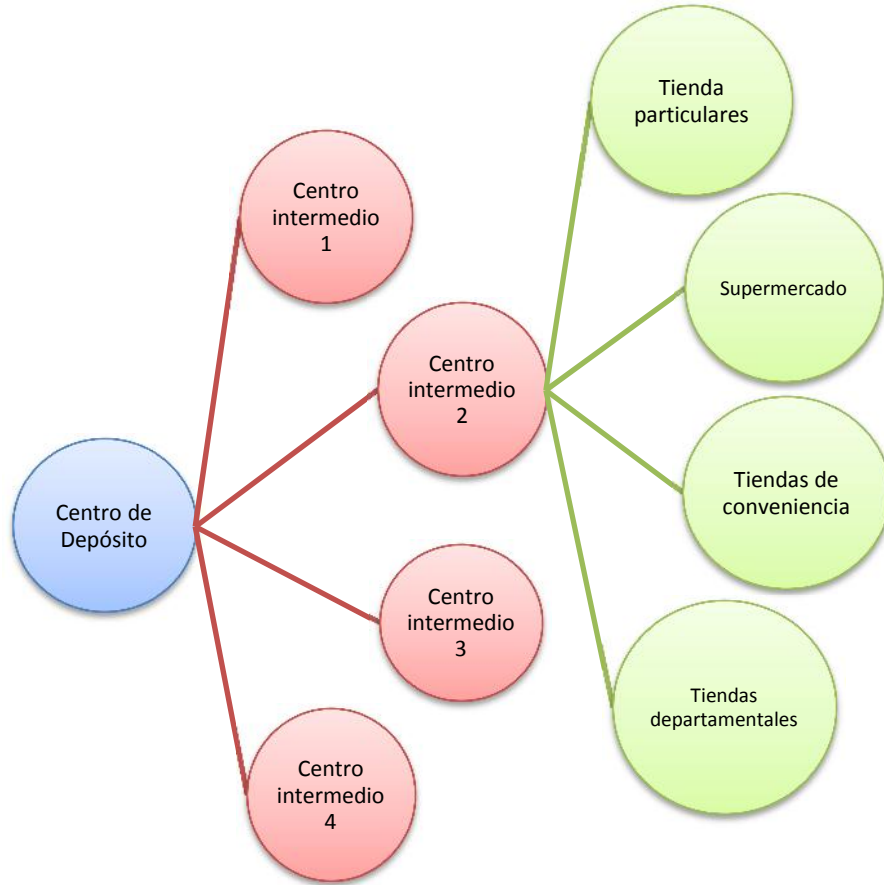 Centro de
Depósito
Centro
intermedio
1
Centro
intermedio
2
Centro
intermedio
3
Centro
intermedio
4
Tienda
particulares
Supermercado
Tiendas de
conveniencia
Tiendas
departamentales